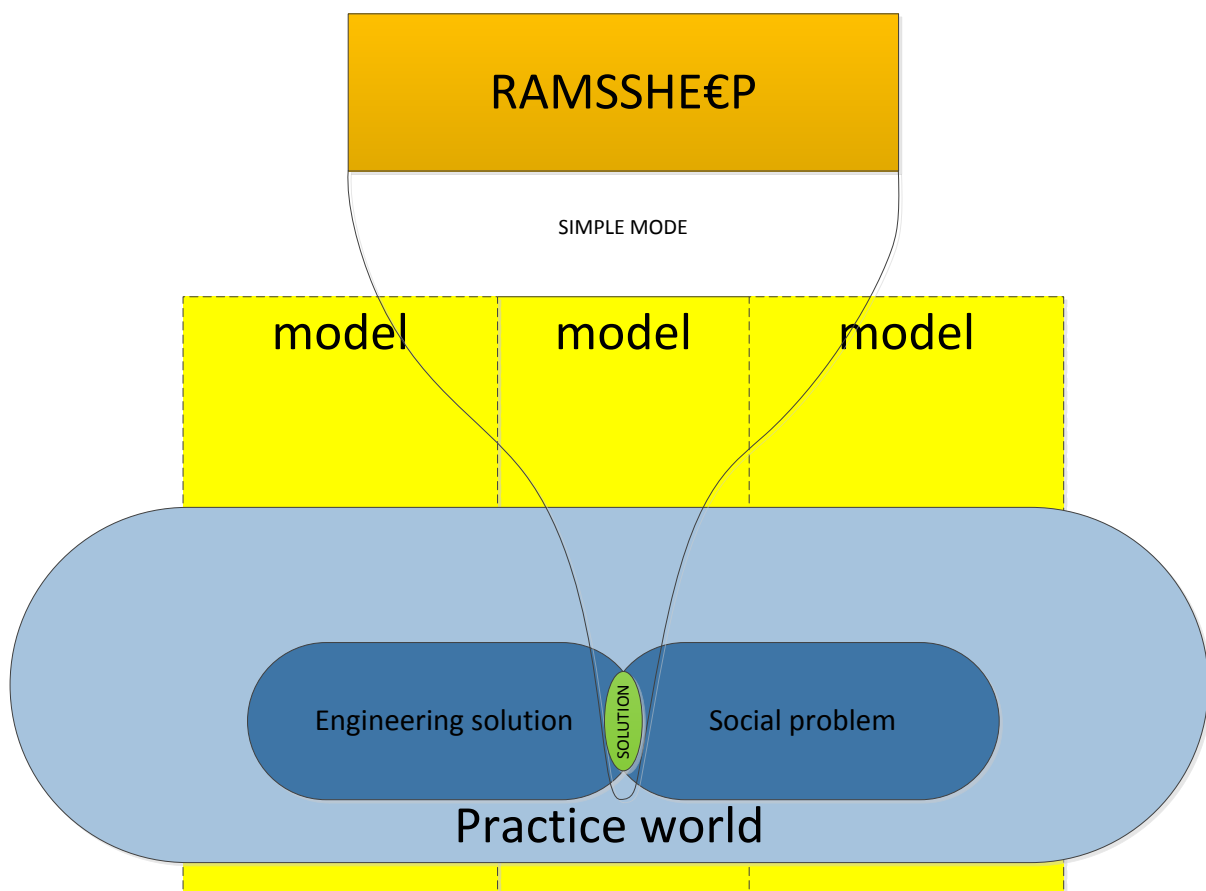 RAMSSHE€P
SIMPLE MODE
model model model
Engineering solution SOLUTION Social problem
Practice world